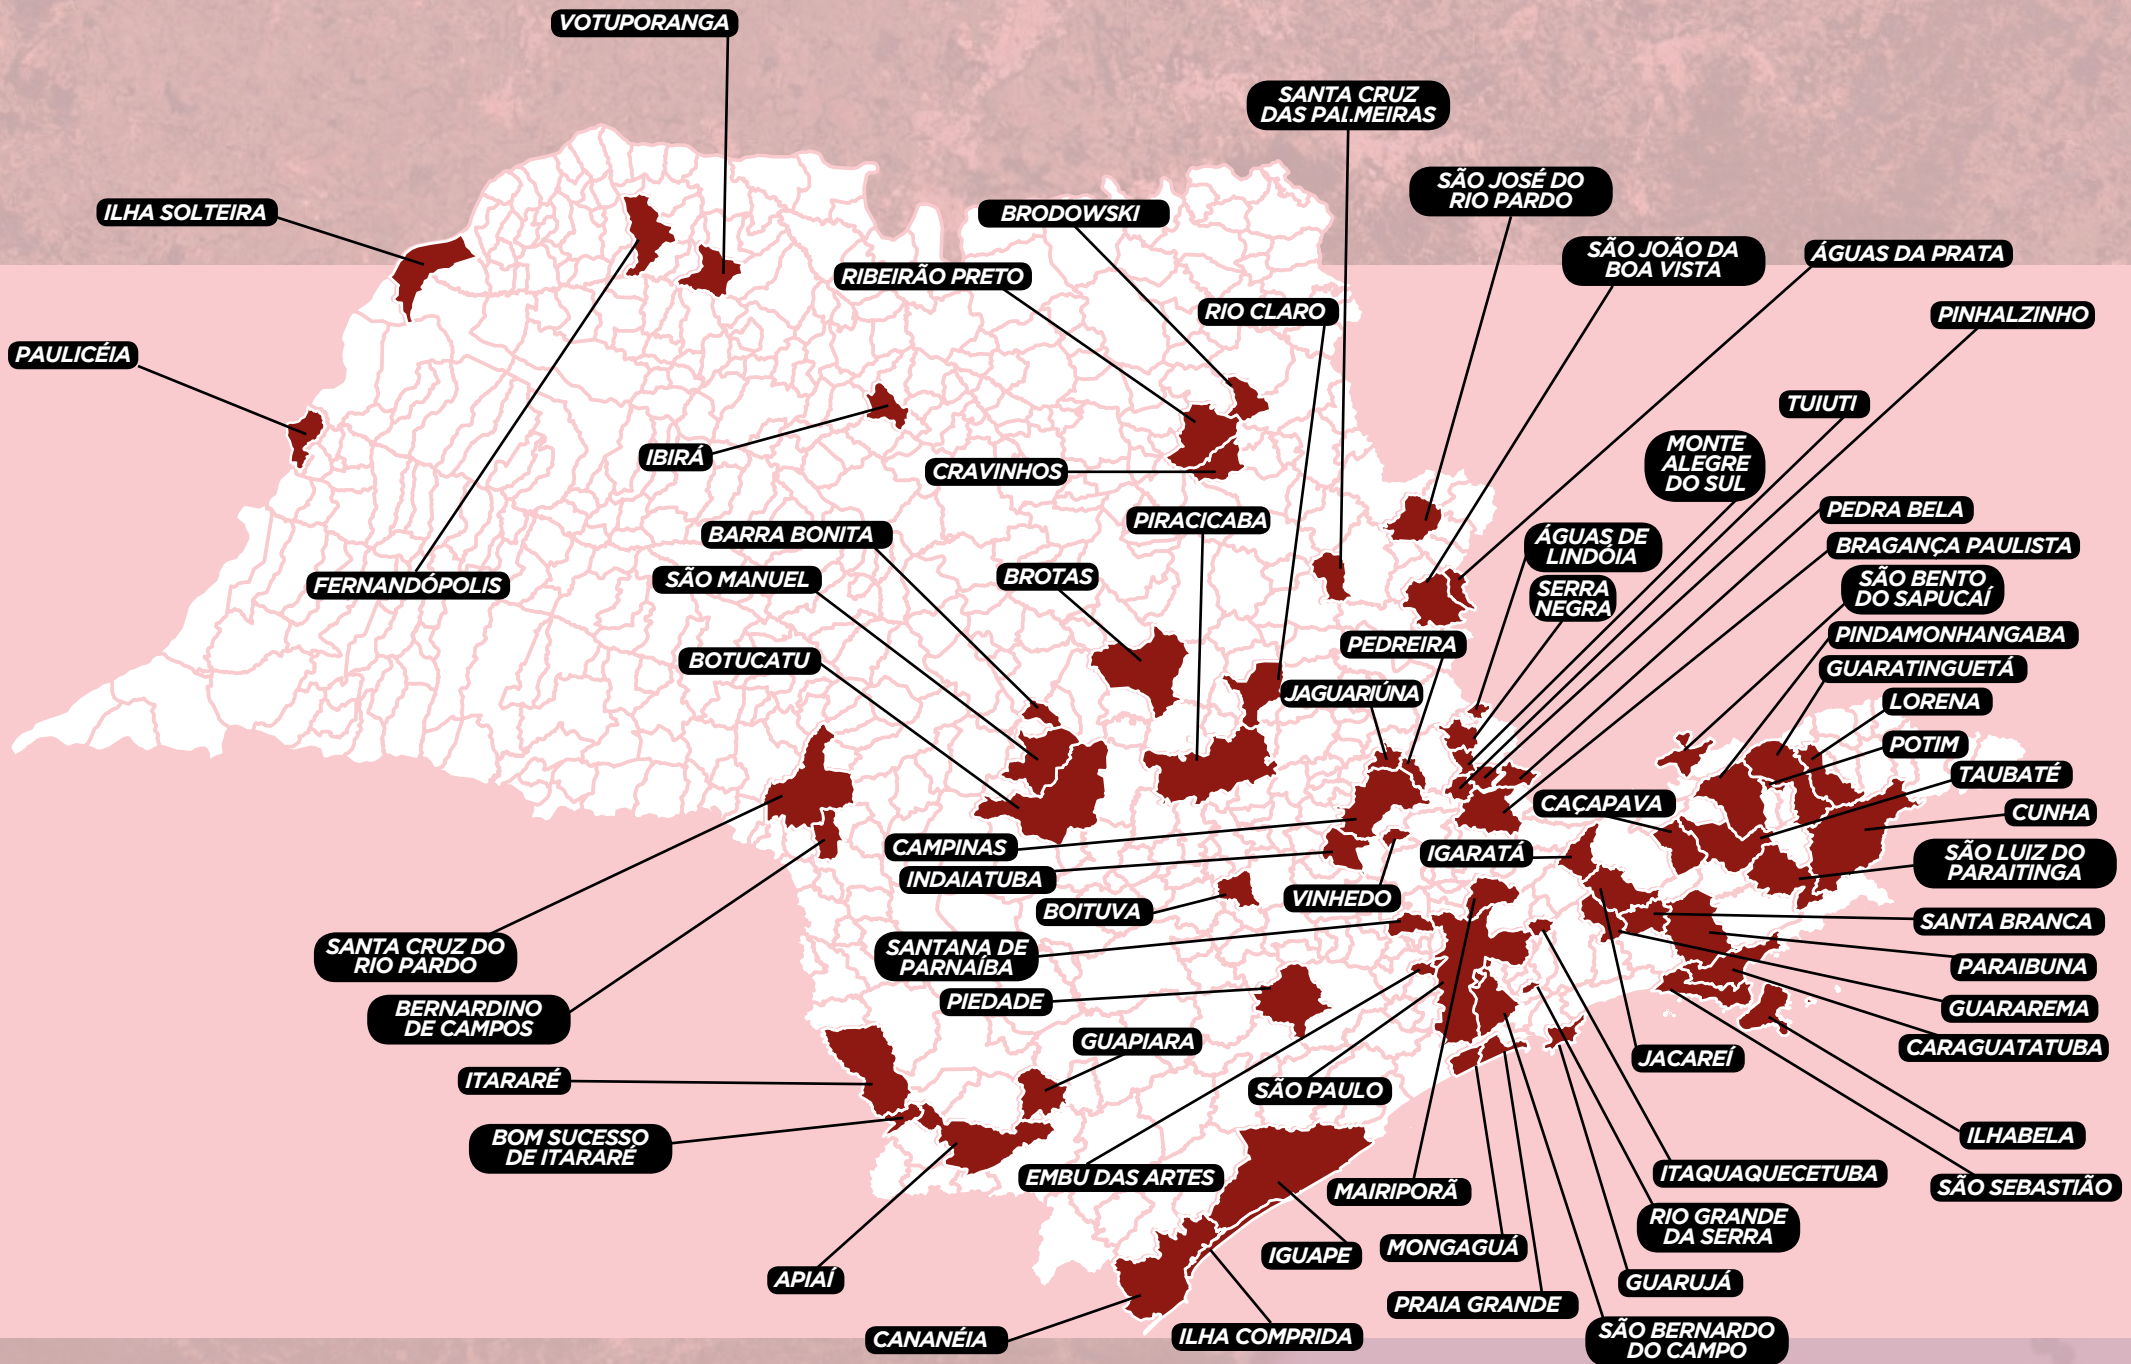 VOTUPORANGA
SANTA CRUZ
DAS PALMEIRAS
SÃO JOSÉ DO
RIO PARDO
ILHA SOLTEIRA
BRODOWSKI
SÃO JOÃO DA
BOA VISTA
ÁGUAS DA PRATA
RIBEIRÃO PRETO
RIO CLARO
PINHALZINHO
PAULICÉIA
TUIUTI
MONTE
ALEGRE
DO SUL
IBIRÁ
CRAVINHOS
PEDRA BELA
PIRACICABA
BARRA BONITA
ÁGUAS DE
LINDÓIA
BRAGANÇA PAULISTA
FERNANDÓPOLIS
SÃO MANUEL
BROTAS
SERRA
NEGRA
SÃO BENTO
DO SAPUCAÍ
PEDREIRA
PINDAMONHANGABA
BOTUCATU
GUARATINGUETÁ
JAGUARIÚNA
LORENA
POTIM
TAUBATÉ
CAÇAPAVA
CUNHA
CAMPINAS
IGARATÁ
SÃO LUIZ DO
PARAITINGA
INDAIATUBA
VINHEDO
BOITUVA
SANTA BRANCA
SANTA CRUZ DO
RIO PARDO
SANTANA DE
PARNAÍBA
PARAIBUNA
PIEDADE
BERNARDINO
DE CAMPOS
GUARAREMA
GUAPIARA
CARAGUATATUBA
JACAREÍ
ITARARÉ
SÃO PAULO
BOM SUCESSO
DE ITARARÉ
ILHABELA
EMBU DAS ARTES
MAIRIPORÃ
ITAQUAQUECETUBA
SÃO SEBASTIÃO
RIO GRANDE
DA SERRA
IGUAPE
MONGAGUÁ
APIAÍ
GUARUJÁ
PRAIA GRANDE
CANANÉIA
ILHA COMPRIDA
SÃO BERNARDO
DO CAMPO